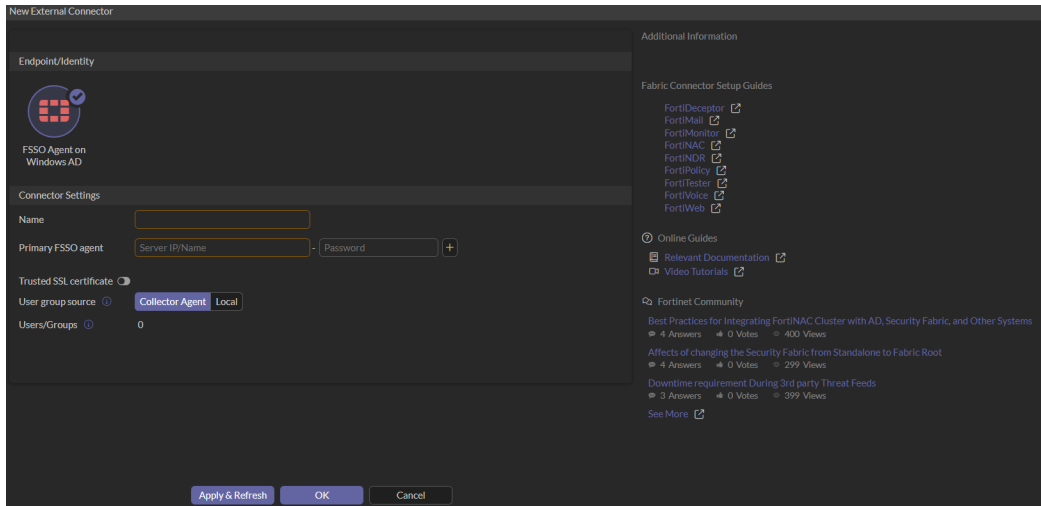 New External Connector
Endpoint/Identity
FSSO Agent on
Windows AD
Connector Settings
Name
Primary FSSO agent Server IP/Name - Password +
Trusted SSL certificate
User group source Collector Agent Local
Users/Groups 0
Apply & Refresh OK Cancel
Additional Information
Fabric Connector Setup Guides
FortiDeceptor
FortiMail
FortiMonitor
FortiNAC
FortiNDR
FortiPolicy
FortiTester
FortiVoice
FortiWeb
Online Guides
Relevant Documentation
Video Tutorials
Fortinet Community
Best Practices for Integrating FortiNAC Cluster with AD, Security Fabric, and Other Systems
4 Answers 0 Votes 400 Views
Affects of changing the Security Fabric from Standalone to Fabric Root
4 Answers 0 Votes 299 Views
Downtime requirement During 3rd party Threat Feeds
3 Answers 0 Votes 399 Views
See More